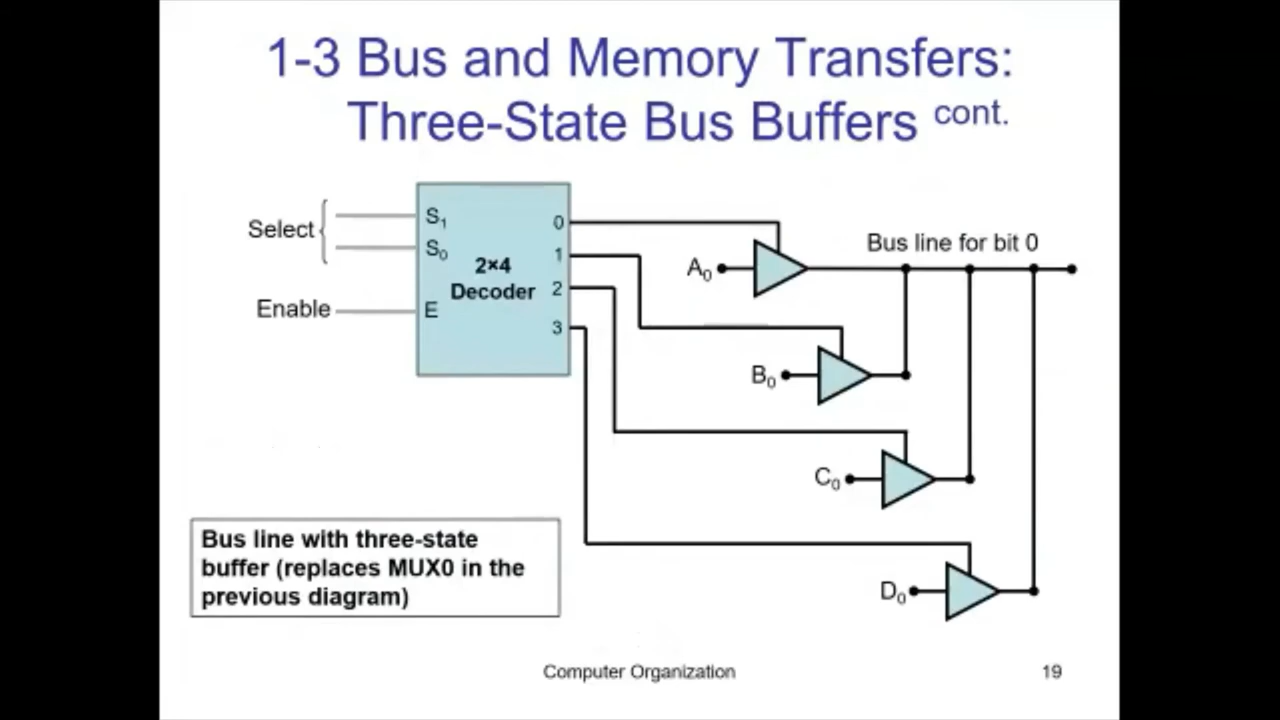 1-3 Bus and Memory Transfers:
Three-State Bus Buffers cont.
Select
S₁
S₀
Enable
E
2×4
Decoder
0
1
2
3
A₀
Bus line for bit 0
B₀
C₀
D₀
Bus line with three-state
buffer (replaces MUX0 in the
previous diagram)
Computer Organization
19